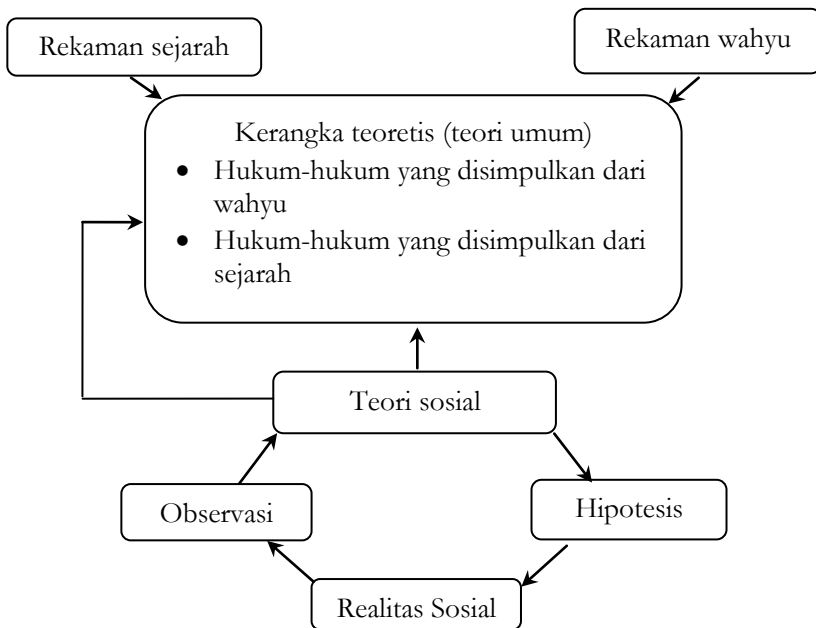 Rekaman sejarah
Rekaman wahyu
Kerangka teoretis (teori umum)
• Hukum-hukum yang disimpulkan dari
wahyu
• Hukum-hukum yang disimpulkan dari
sejarah
Teori sosial
Observasi
Hipotesis
Realitas Sosial